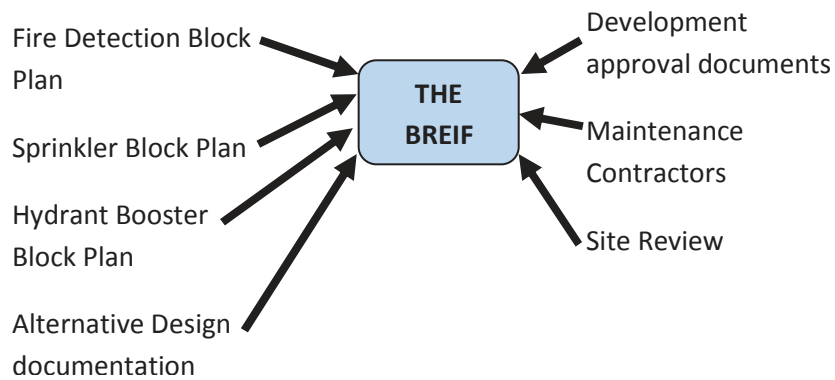 Fire Detection Block
Plan
Sprinkler Block Plan
Hydrant Booster
Block Plan
Alternative Design
documentation
THE
BREIF
Development
approval documents
Maintenance
Contractors
Site Review